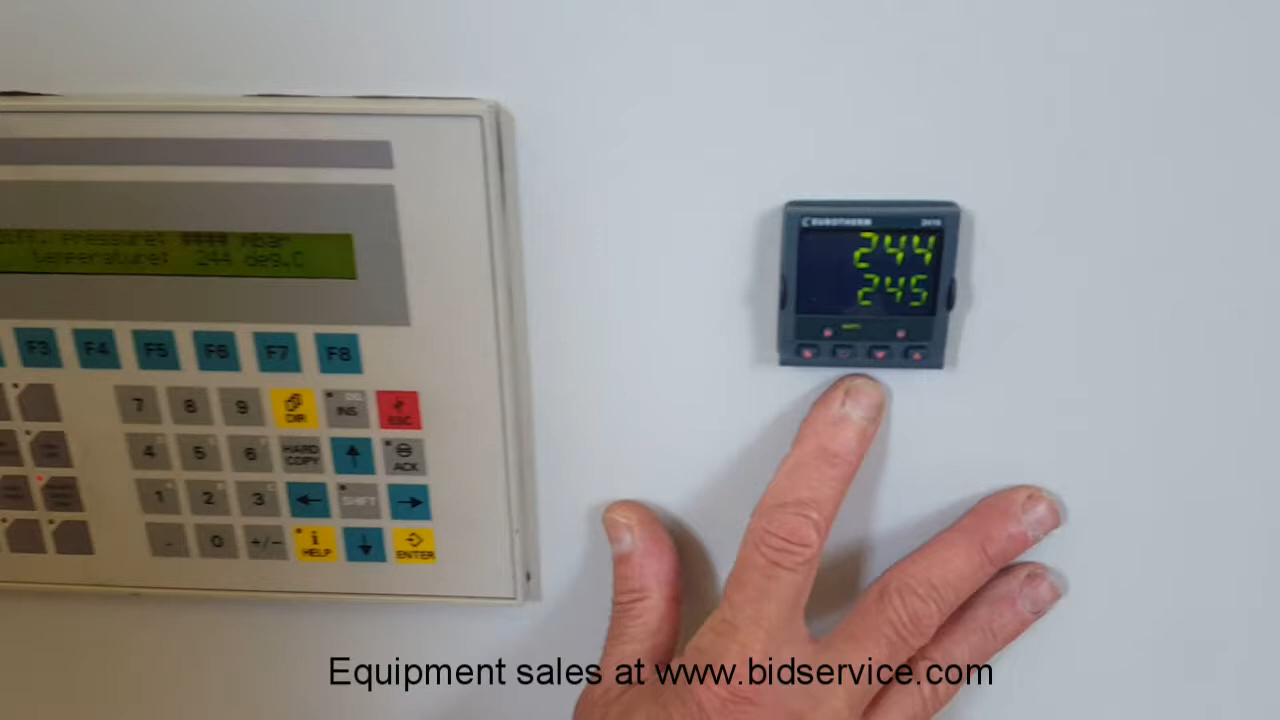 Pressure: #### mbar
temperature: 244 deg.C
F3 F4 F5 F6 F7 F8
7 8 9 DIR INS ESC
4 5 6 HARD COPY ACK
1 2 3 SHIFT
. 0 +/- i HELP ENTER
EUROTHERM
244
245
Equipment sales at www.bidservice.com